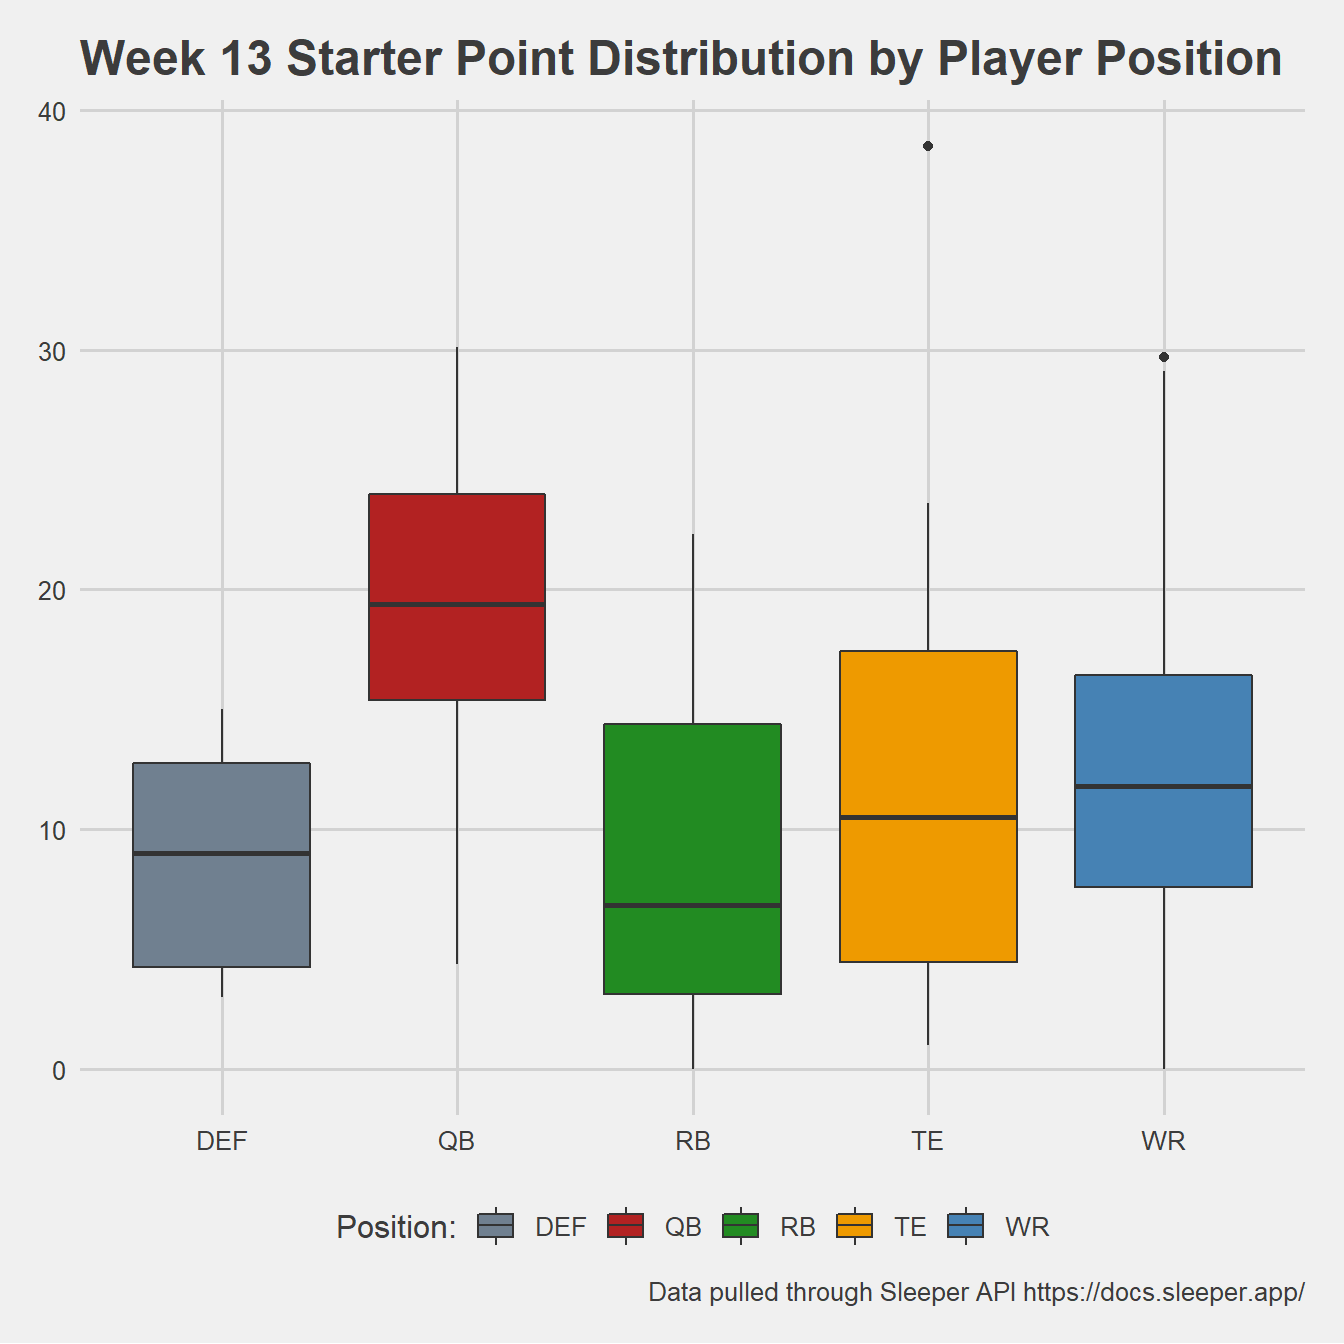 Week 13 Starter Point Distribution by Player Position
40
30
20
10
0
DEF QB RB TE WR
Position: DEF QB RB TE WR
Data pulled through Sleeper API https://docs.sleeper.app/